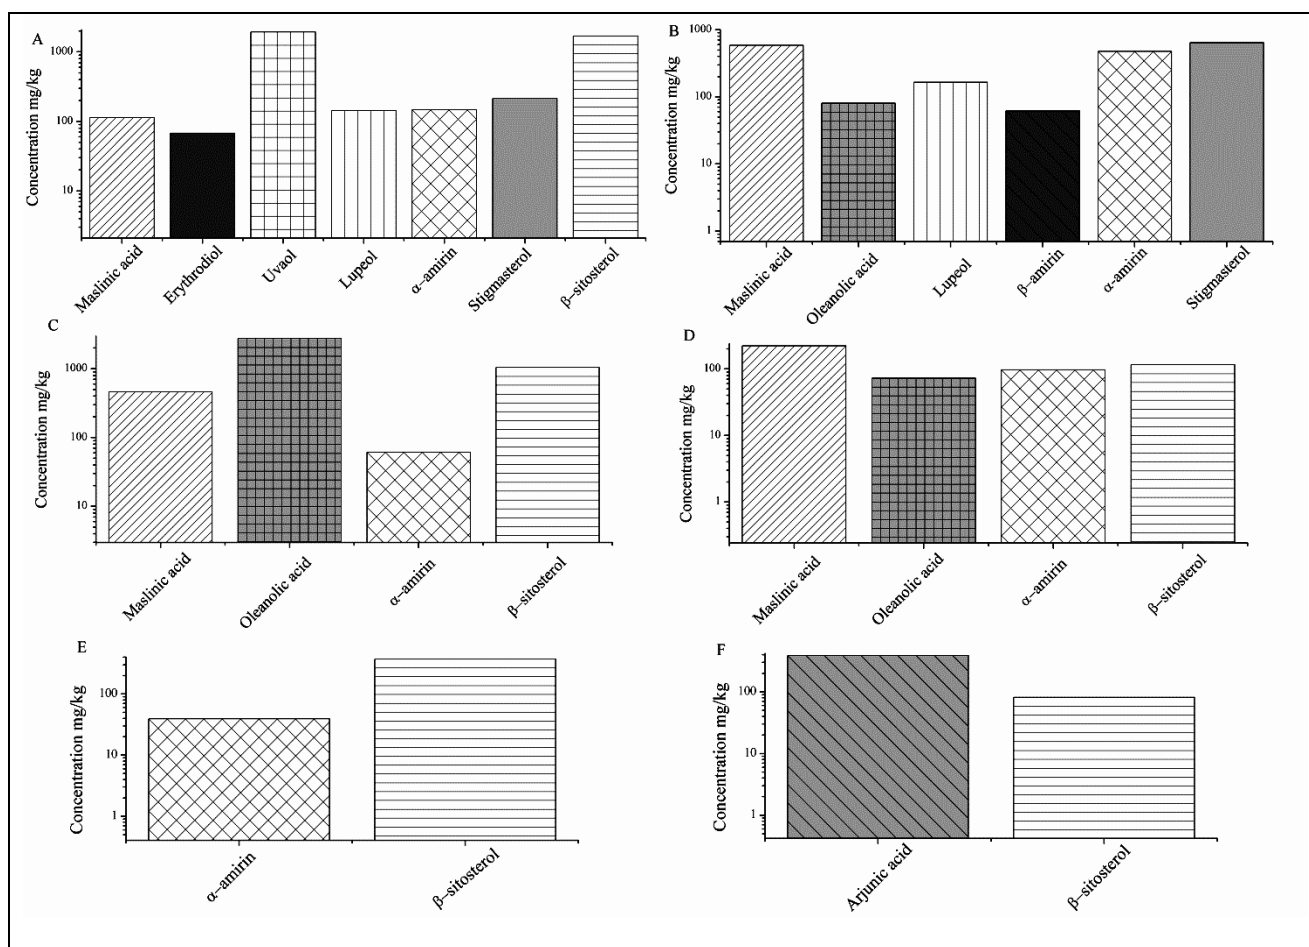 A
Concentration mg/kg
1000
100
10
Maslinic acid
Erythrodiol
Uvaol
Lupeol
α−amirin
Stigmasterol
β−sitosterol
B
Concentration mg/kg
1000
100
10
1
Maslinic acid
Oleanolic acid
Lupeol
β−amirin
α−amirin
Stigmasterol
C
Concentration mg/kg
1000
100
10
Maslinic acid
Oleanolic acid
α−amirin
β−sitosterol
D
Concentration mg/kg
100
10
1
Maslinic acid
Oleanolic acid
α−amirin
β−sitosterol
E
Concentration mg/kg
100
10
1
α−amirin
β−sitosterol
F
Concentration mg/kg
100
10
1
Arjunic acid
β−sitosterol